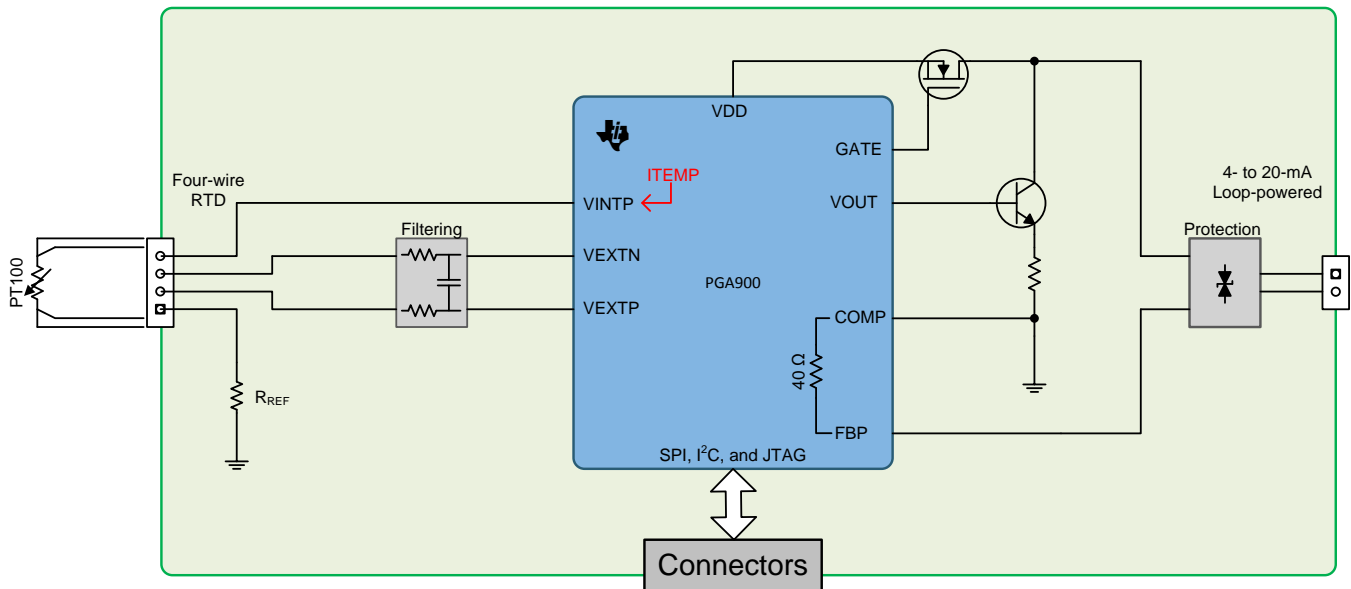 VDD
GATE
ITEMP
Four-wire
RTD
4- to 20-mA
Loop-powered
VINTP
VOUT
Filtering
Protection
VEXTN
PT100
PGA900
VEXTP
COMP
40 Ω
R_REF
FBP
SPI, I²C, and JTAG
Connectors